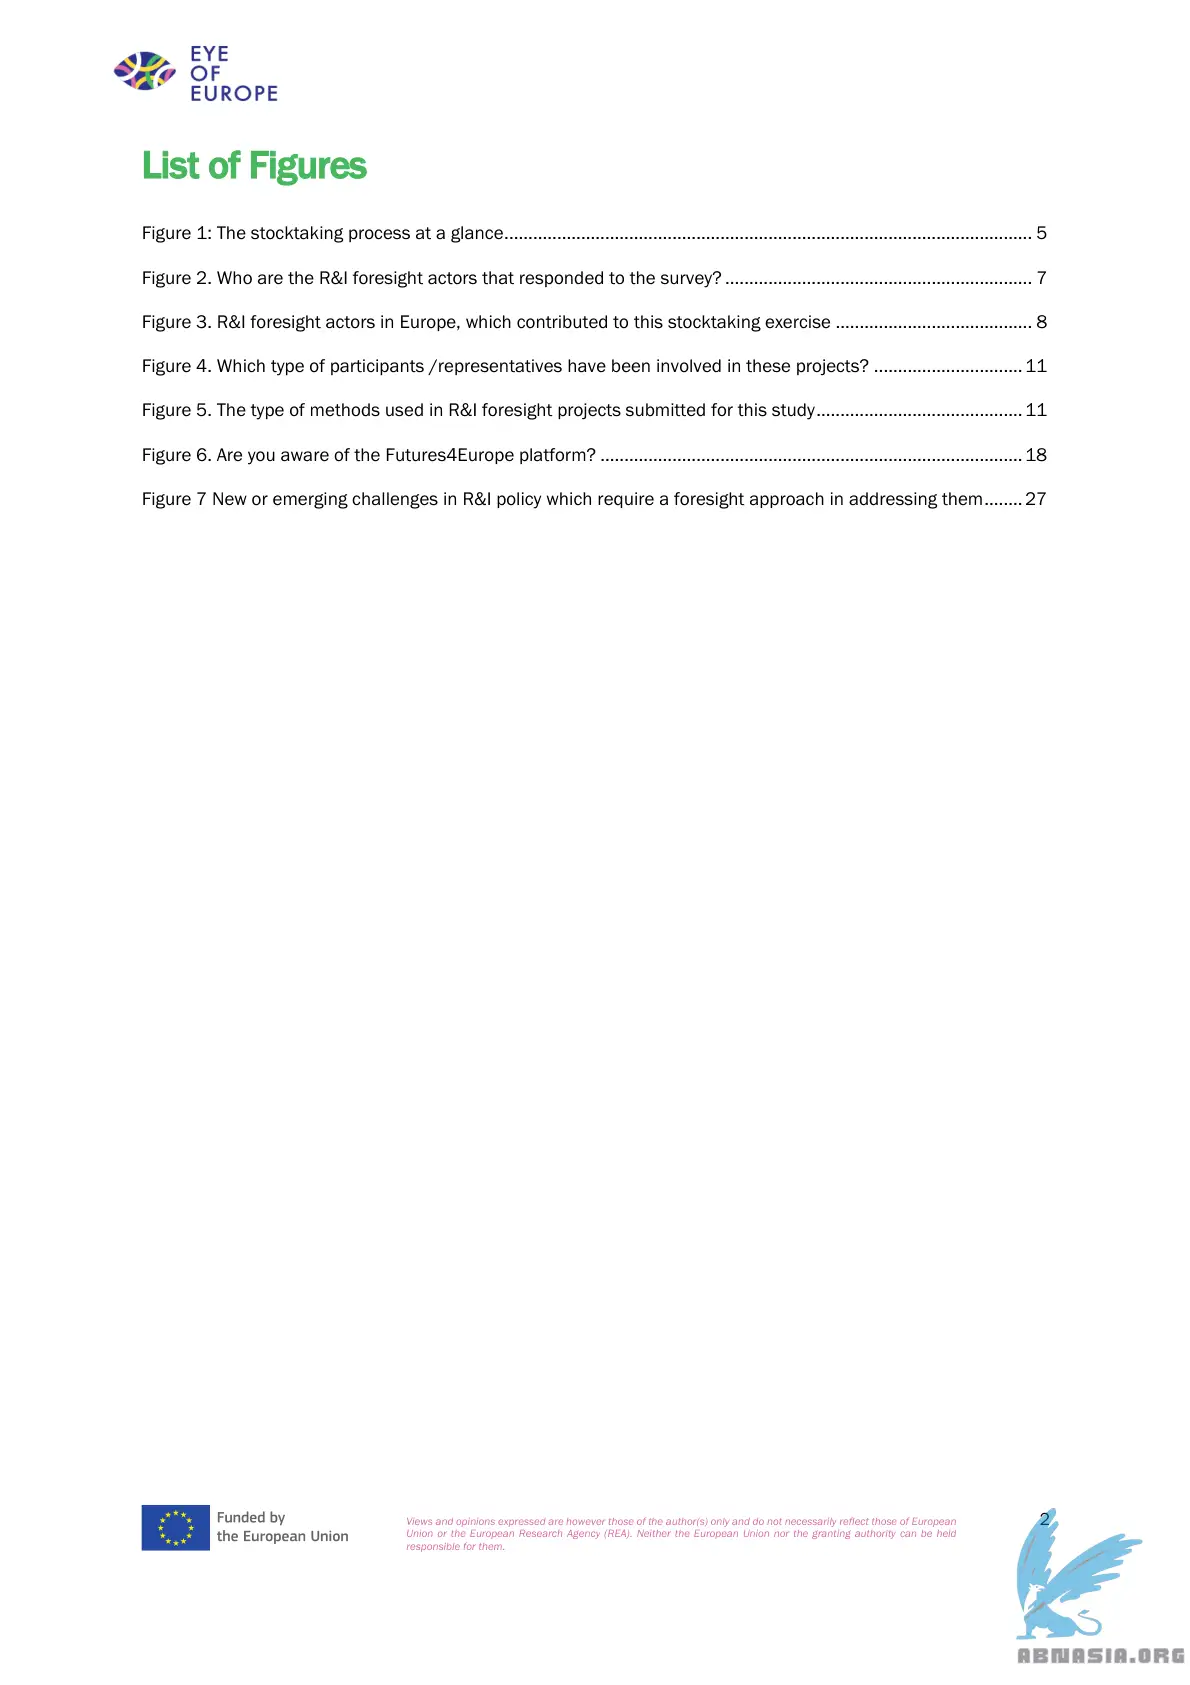 EYE
OF
EUROPE
List of Figures
Figure 1: The stocktaking process at a glance.............................................................................................................. 5
Figure 2. Who are the R&I foresight actors that responded to the survey? ................................................................ 7
Figure 3. R&I foresight actors in Europe, which contributed to this stocktaking exercise ......................................... 8
Figure 4. Which type of participants /representatives have been involved in these projects? ............................... 11
Figure 5. The type of methods used in R&I foresight projects submitted for this study........................................... 11
Figure 6. Are you aware of the Futures4Europe platform? ........................................................................................ 18
Figure 7 New or emerging challenges in R&I policy which require a foresight approach in addressing them........ 27
Funded by
the European Union
Views and opinions expressed are however those of the author(s) only and do not necessarily reflect those of European
Union or the European Research Agency (REA). Neither the European Union nor the granting authority can be held
responsible for them.
2
ABNASIA.ORG